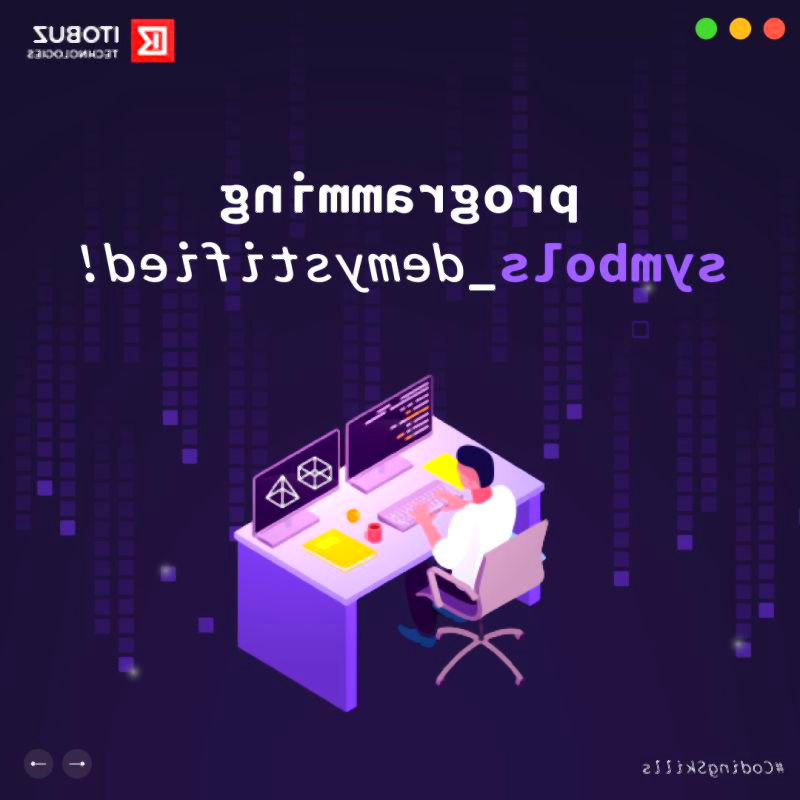 ITOBUZ
TECHNOLOGIES
programming
symbols_demystified!
#CodingSkills